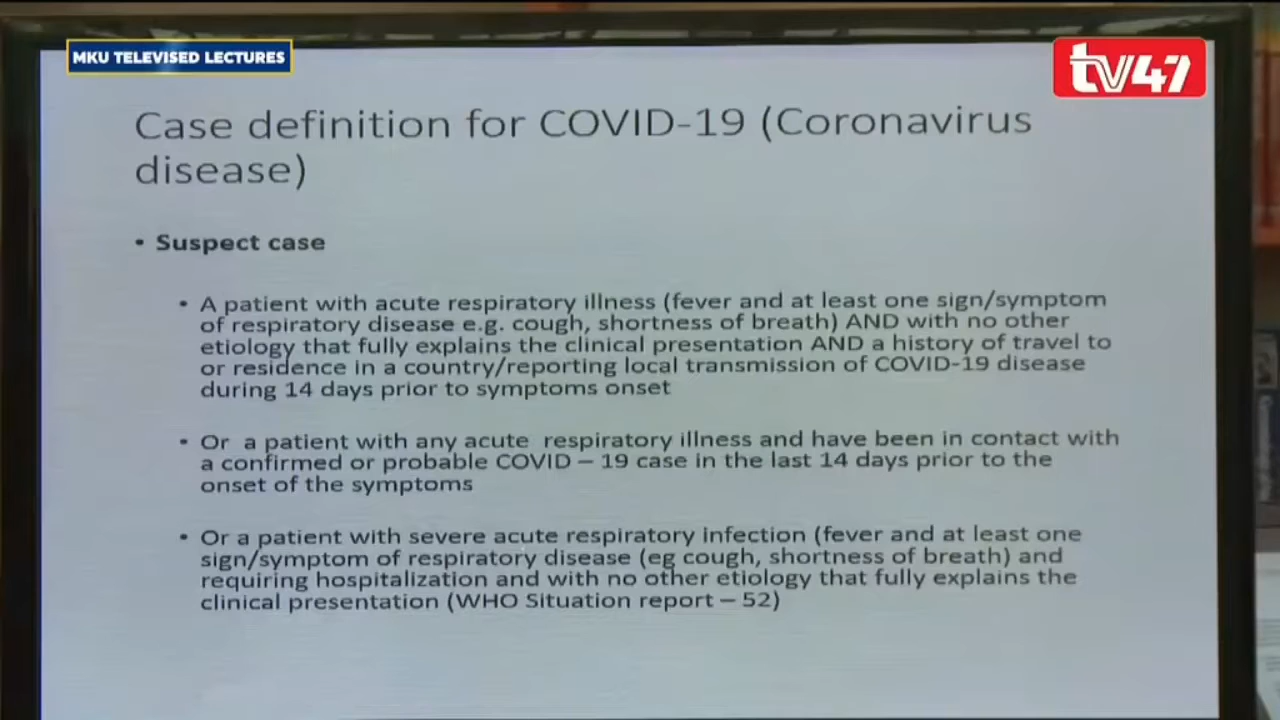 MKU TELEVISED LECTURES
tv47
Case definition for COVID-19 (Coronavirus
disease)
• Suspect case
• A patient with acute respiratory illness (fever and at least one sign/symptom
of respiratory disease e.g. cough, shortness of breath) AND with no other
etiology that fully explains the clinical presentation AND a history of travel to
or residence in a country/reporting local transmission of COVID-19 disease
during 14 days prior to symptoms onset
• Or a patient with any acute respiratory illness and have been in contact with
a confirmed or probable COVID – 19 case in the last 14 days prior to the
onset of the symptoms
• Or a patient with severe acute respiratory infection (fever and at least one
sign/symptom of respiratory disease (eg cough, shortness of breath) and
requiring hospitalization and with no other etiology that fully explains the
clinical presentation (WHO Situation report – 52)